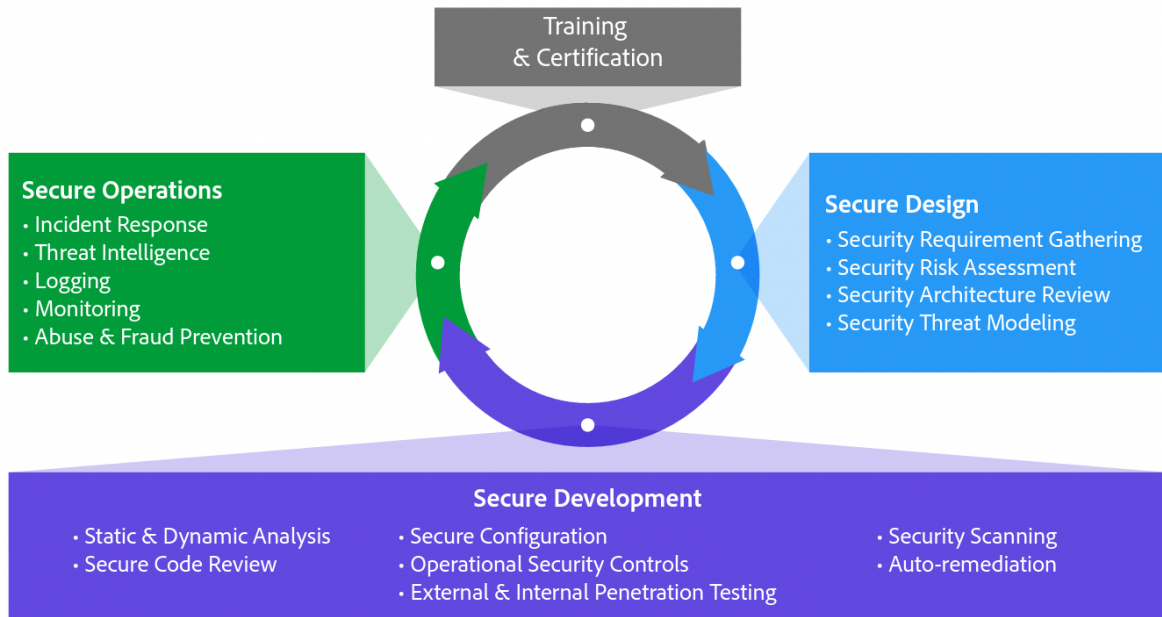 Training
& Certification
Secure Operations
• Incident Response
• Threat Intelligence
• Logging
• Monitoring
• Abuse & Fraud Prevention
Secure Design
• Security Requirement Gathering
• Security Risk Assessment
• Security Architecture Review
• Security Threat Modeling
Secure Development
• Static & Dynamic Analysis
• Secure Code Review
• Secure Configuration
• Operational Security Controls
• External & Internal Penetration Testing
• Security Scanning
• Auto-remediation